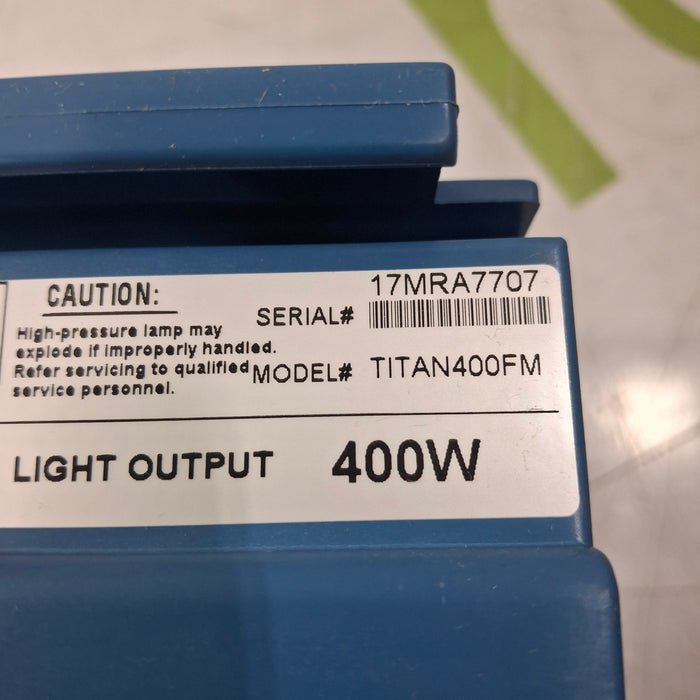 CAUTION:
High-pressure lamp may
explode if improperly handled.
Refer servicing to qualified
service personnel.
SERIAL# 17MRA7707
MODEL# TITAN400FM
LIGHT OUTPUT 400W